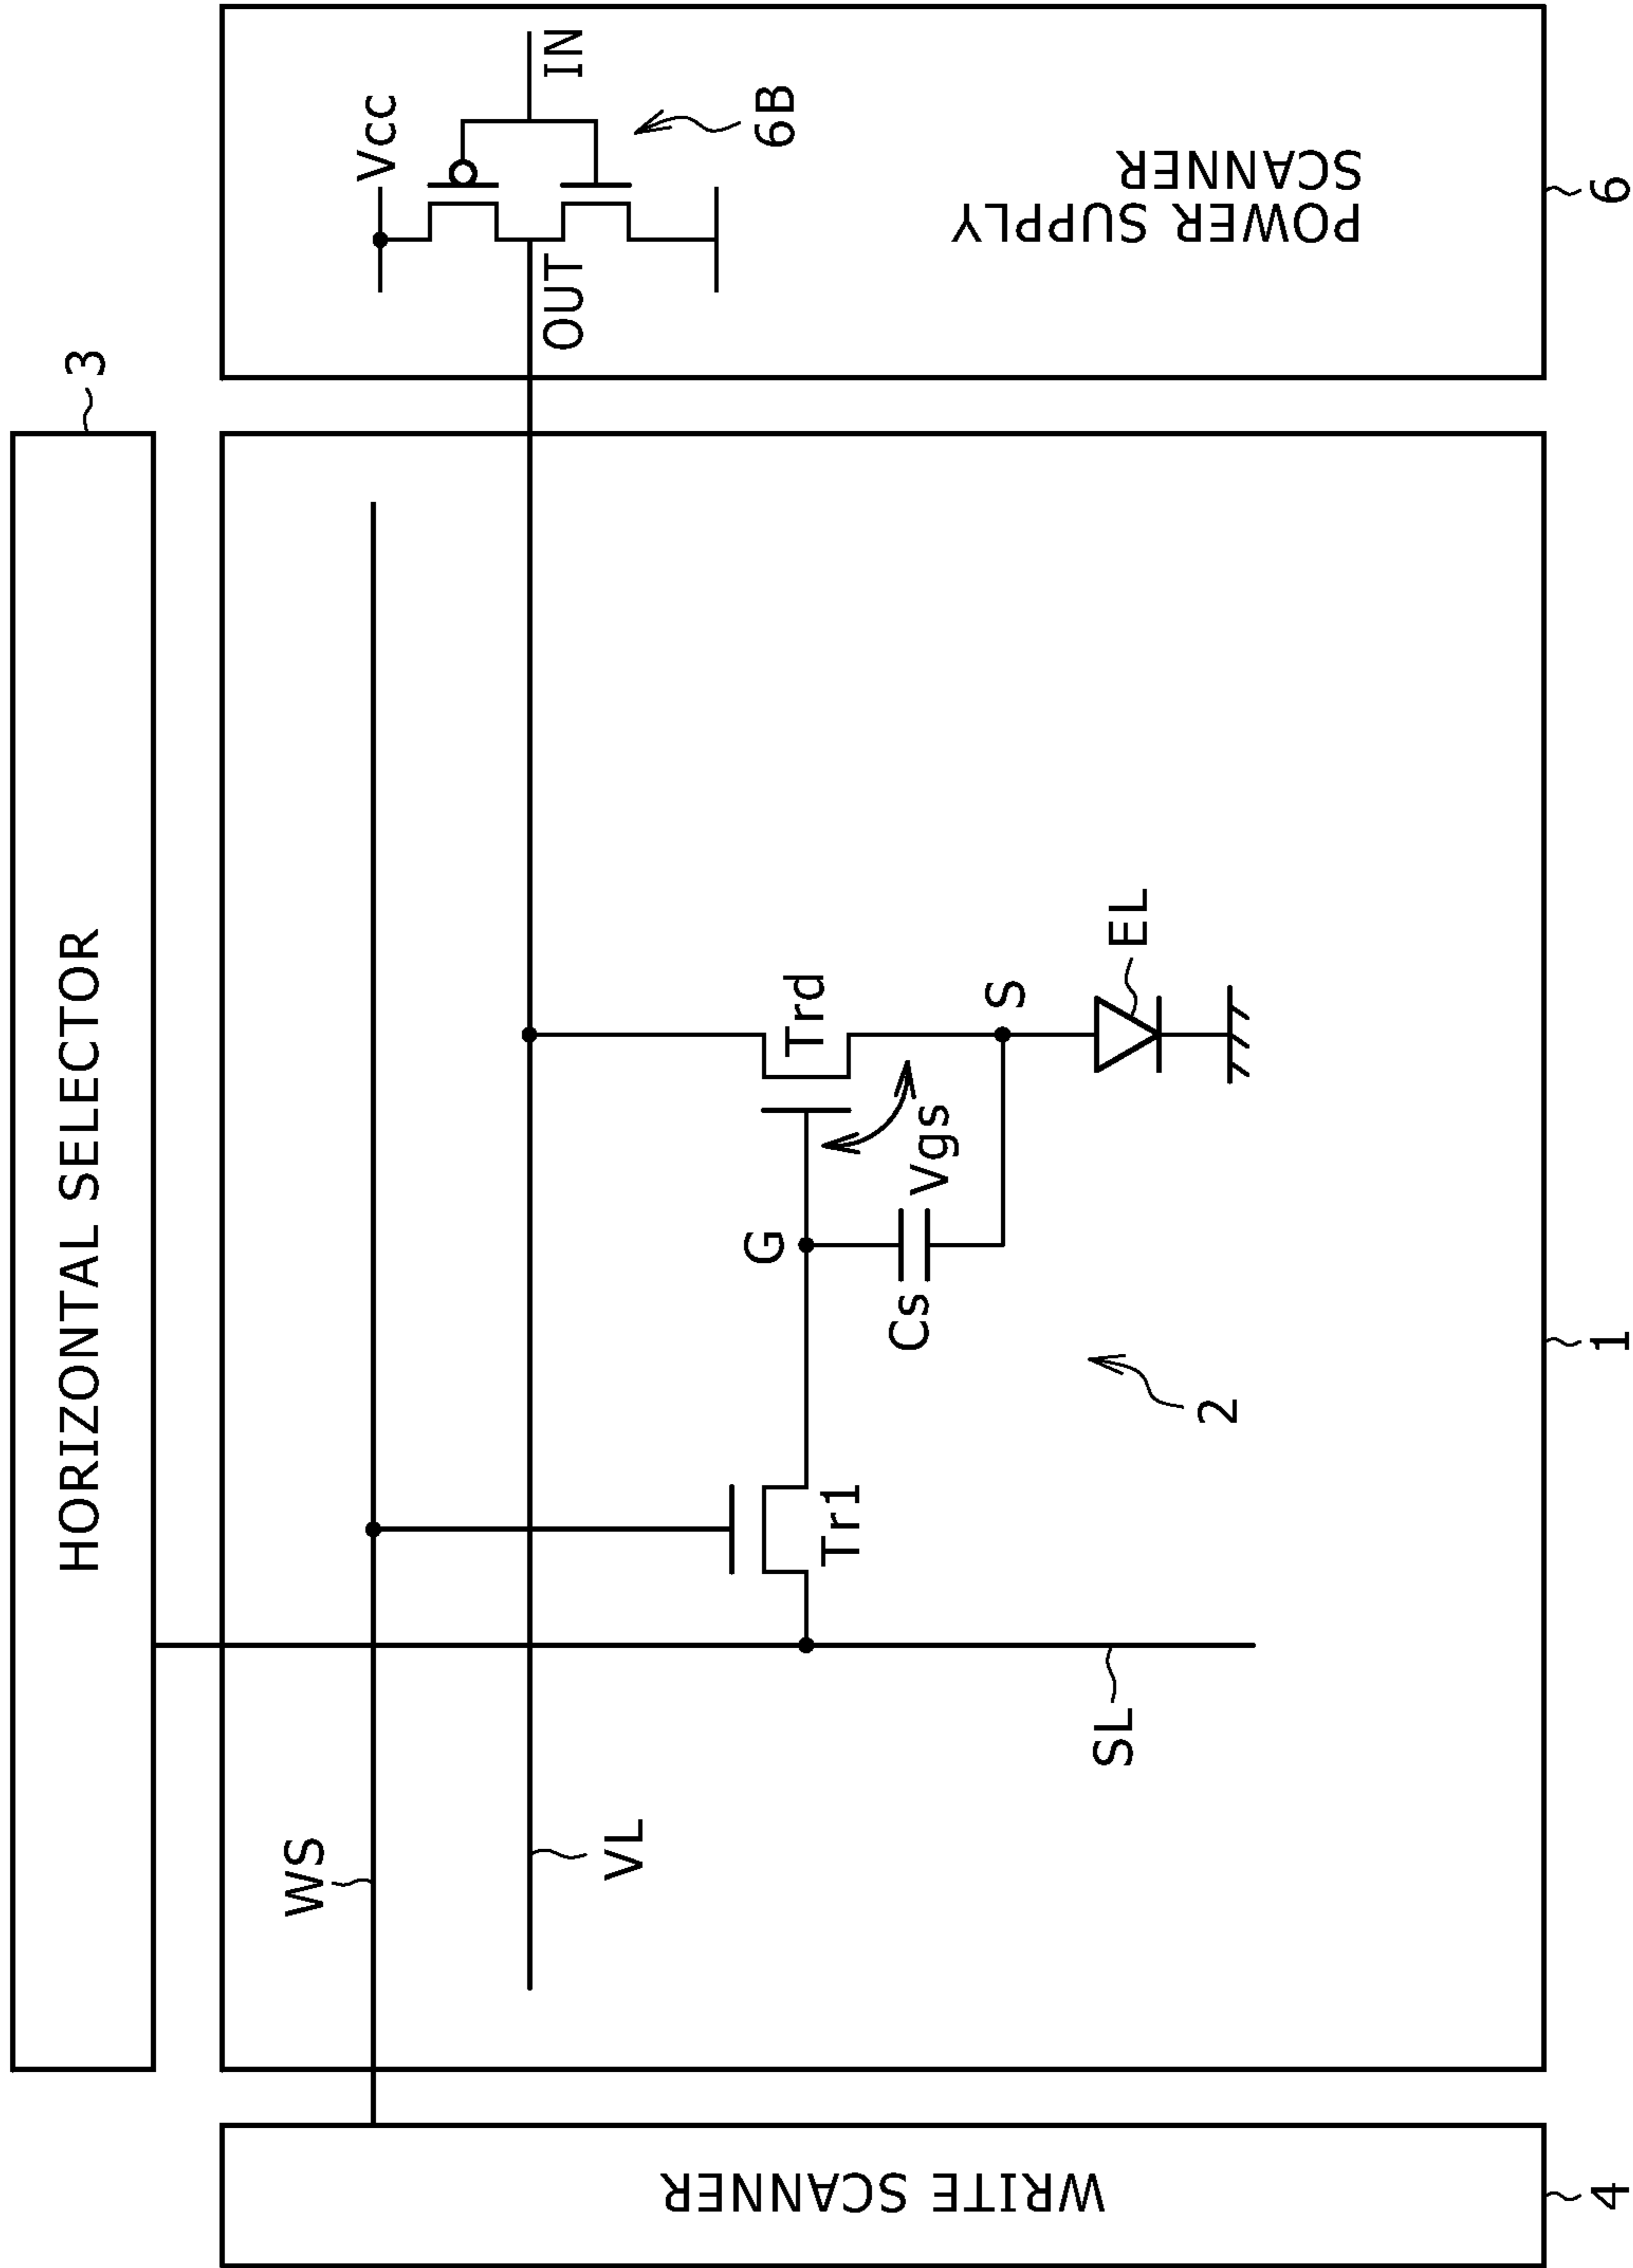 HORIZONTAL SELECTOR
3
WS
VL
Vcc
IN
OUT
6B
Tr1
G
Trd
Cs
Vgs
S
SL
2
EL
WRITE SCANNER
4
1
POWER SUPPLY
SCANNER
6